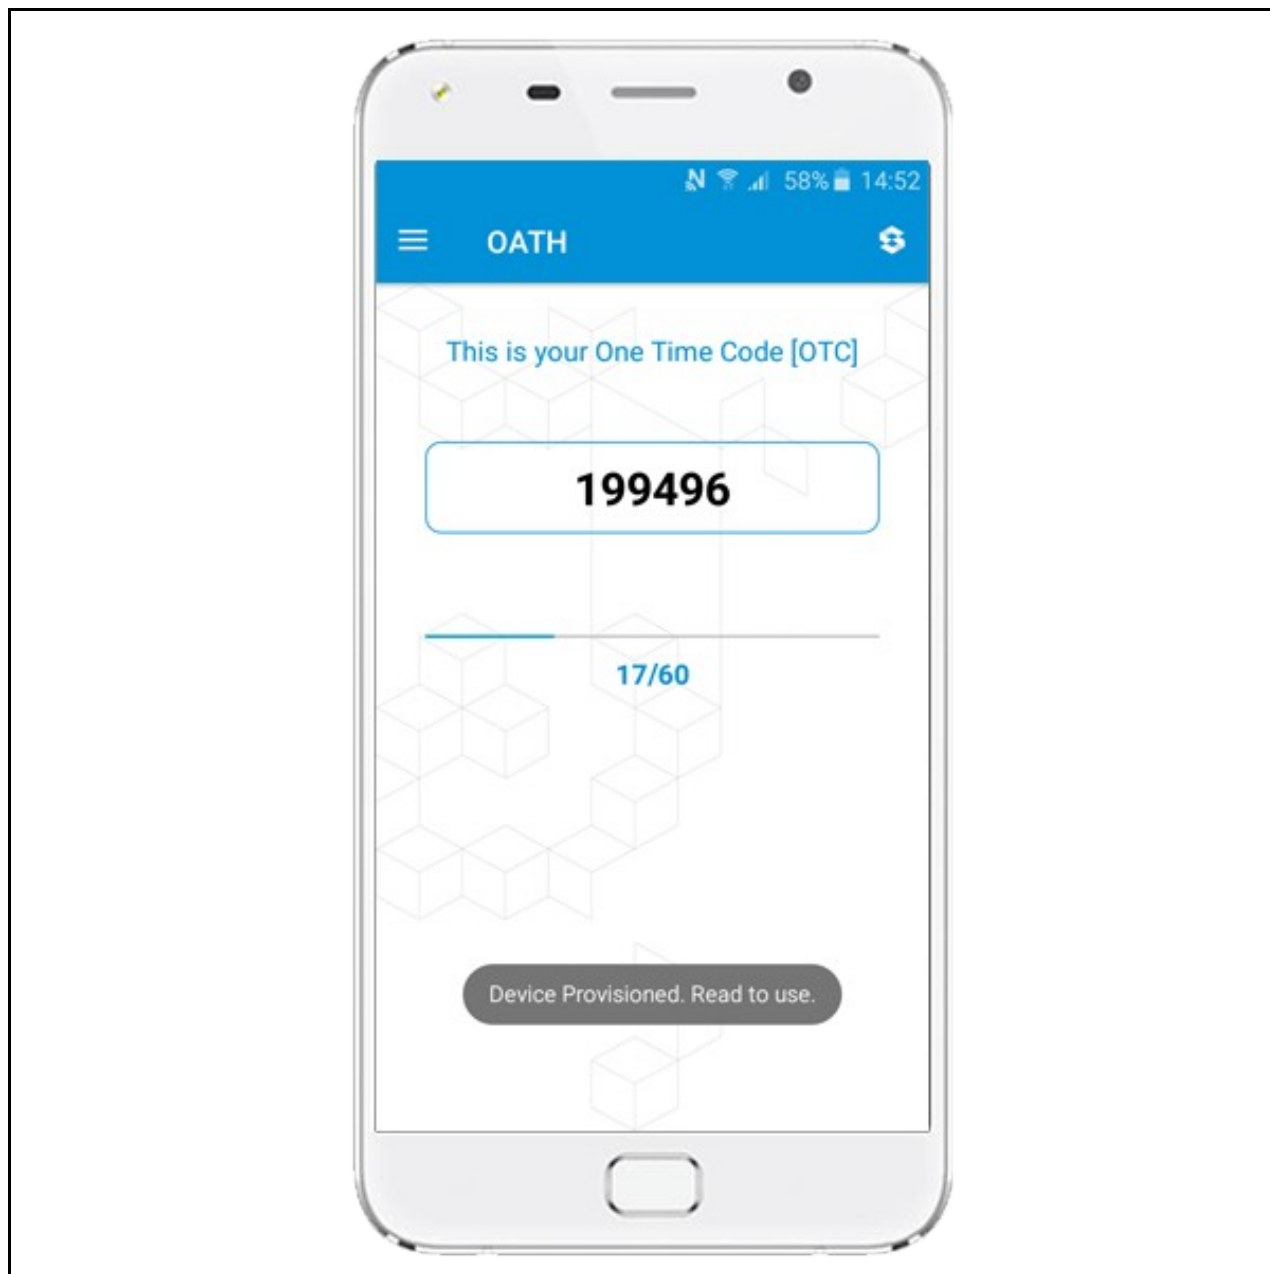 58% 14:52
OATH
This is your One Time Code [OTC]
199496
17/60
Device Provisioned. Read to use.